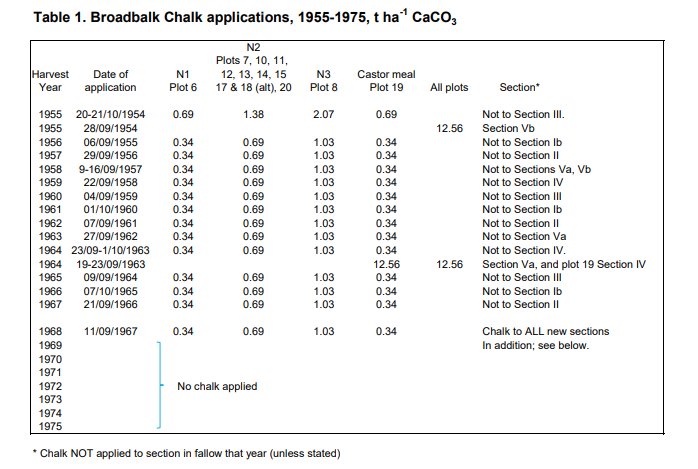 Table 1. Broadbalk Chalk applications, 1955-1975, t ha⁻¹ CaCO₃
N2
Plots 7, 10, 11,
Harvest Date of N1 12, 13, 14, 15 N3 Castor meal
Year application Plot 6 17 & 18 (alt), 20 Plot 8 Plot 19 All plots Section*
1955 20-21/10/1954 0.69 1.38 2.07 0.69 Not to Section III.
1955 28/09/1954 12.56 Section Vb
1956 06/09/1955 0.34 0.69 1.03 0.34 Not to Section Ib
1957 29/09/1956 0.34 0.69 1.03 0.34 Not to Section II
1958 9-16/09/1957 0.34 0.69 1.03 0.34 Not to Sections Va, Vb
1959 22/09/1958 0.34 0.69 1.03 0.34 Not to Section IV
1960 04/09/1959 0.34 0.69 1.03 0.34 Not to Section III
1961 01/10/1960 0.34 0.69 1.03 0.34 Not to Section Ib
1962 07/09/1961 0.34 0.69 1.03 0.34 Not to Section II
1963 27/09/1962 0.34 0.69 1.03 0.34 Not to Section Va
1964 23/09-1/10/1963 0.34 0.69 1.03 0.34 Not to Section IV.
1964 19-23/09/1963 12.56 12.56 Section Va, and plot 19 Section IV
1965 09/09/1964 0.34 0.69 1.03 0.34 Not to Section III
1966 07/10/1965 0.34 0.69 1.03 0.34 Not to Section Ib
1967 21/09/1966 0.34 0.69 1.03 0.34 Not to Section II
1968 11/09/1967 0.34 0.69 1.03 0.34 Chalk to ALL new sections
1969 In addition; see below.
1970
1971
1972 No chalk applied
1973
1974
1975
* Chalk NOT applied to section in fallow that year (unless stated)